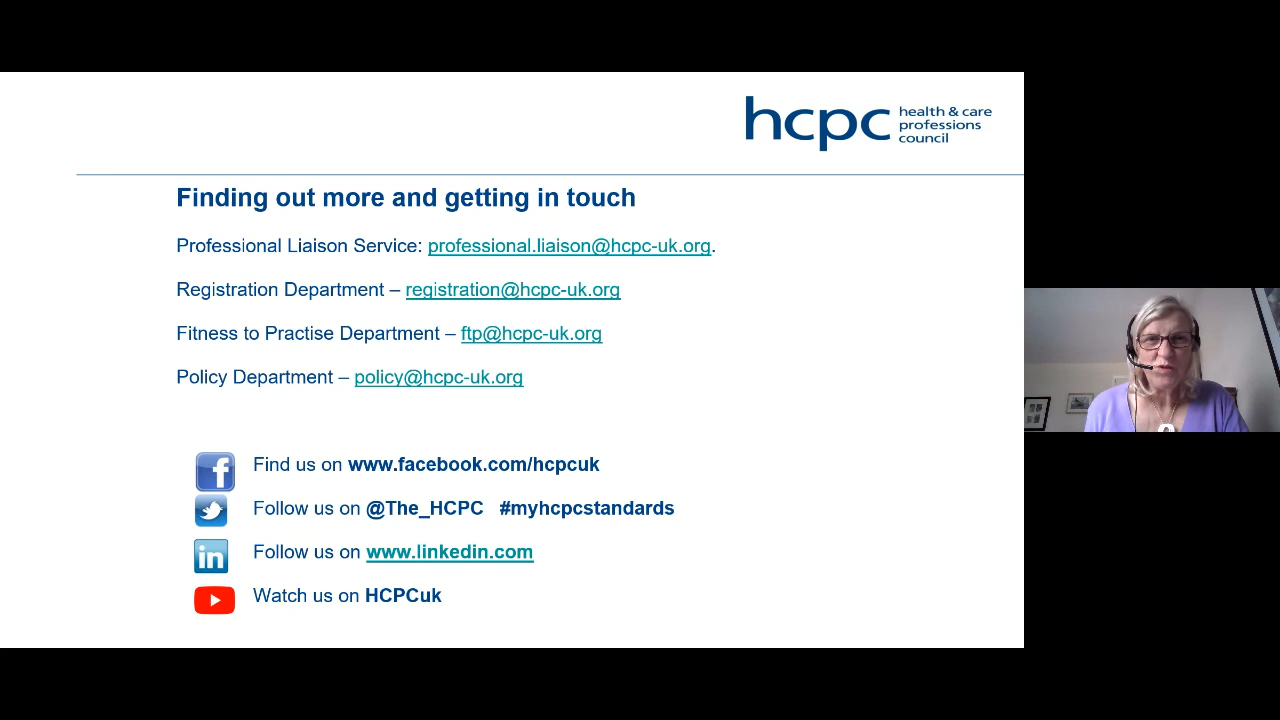 hcpc health & care
professions
council
Finding out more and getting in touch
Professional Liaison Service: professional.liaison@hcpc-uk.org.
Registration Department – registration@hcpc-uk.org
Fitness to Practise Department – ftp@hcpc-uk.org
Policy Department – policy@hcpc-uk.org
Find us on www.facebook.com/hcpcuk
Follow us on @The_HCPC #myhcpcstandards
Follow us on www.linkedin.com
Watch us on HCPCuk